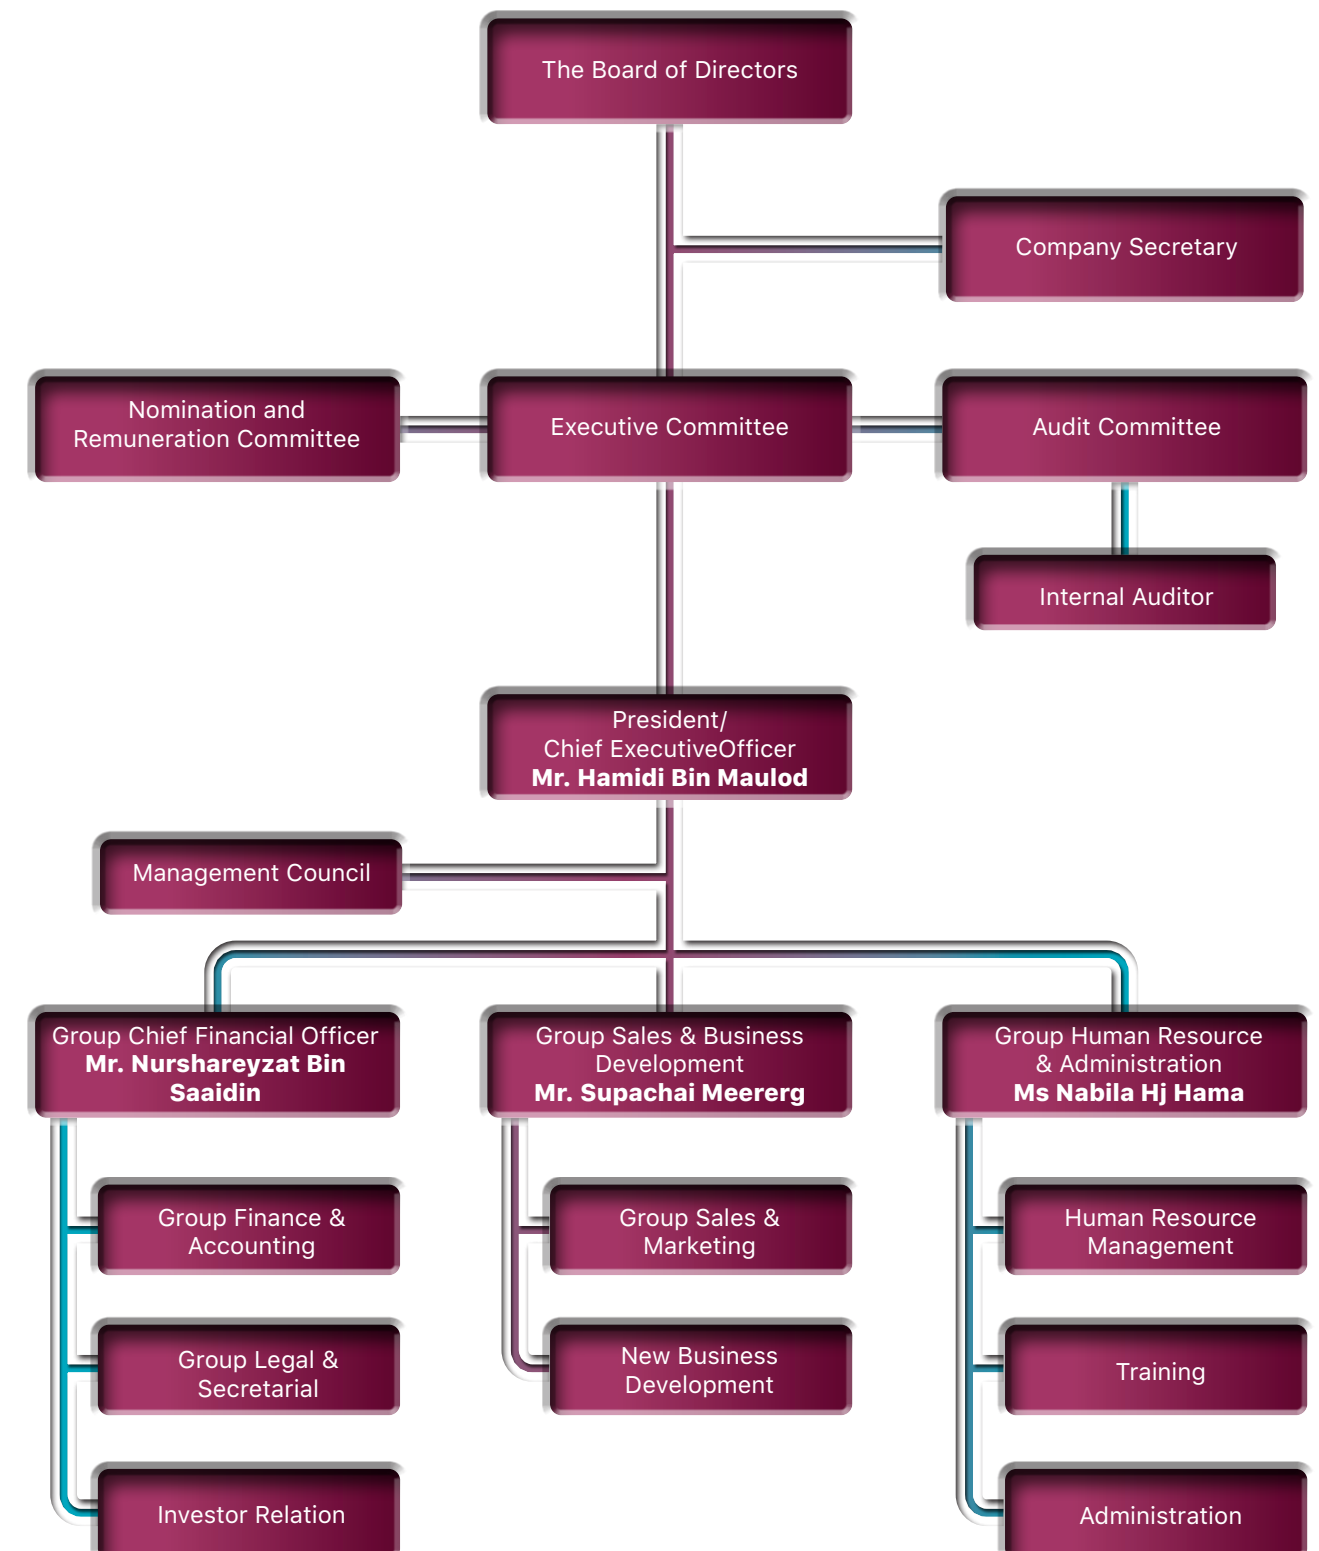 The Board of Directors
Company Secretary
Nomination and
Remuneration Committee
Executive Committee
Audit Committee
Internal Auditor
President/
Chief ExecutiveOfficer
Mr. Hamidi Bin Maulod
Management Council
Group Chief Financial Officer
Mr. Nurshareyzat Bin
Saaidin
Group Sales & Business
Development
Mr. Supachai Meererg
Group Human Resource
& Administration
Ms Nabila Hj Hama
Group Finance &
Accounting
Group Sales &
Marketing
Human Resource
Management
Group Legal &
Secretarial
New Business
Development
Training
Investor Relation
Administration